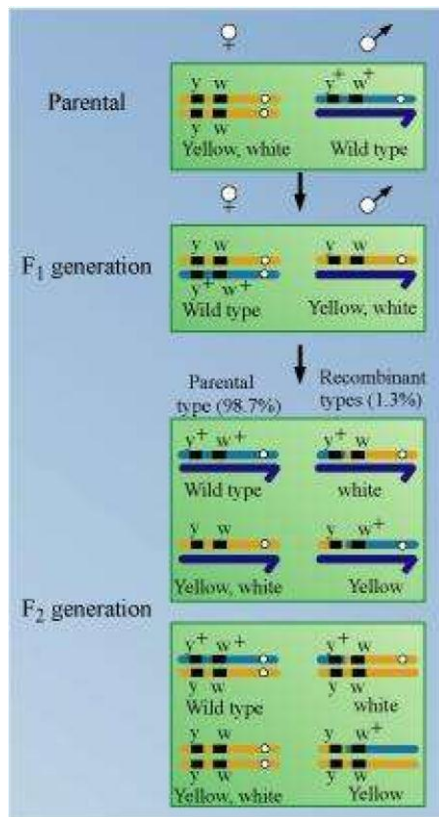 ♀ ♂
y w y+ w+
Parental
y w
Yellow, white Wild type
♀ ♂
y w y w
F1 generation
y+ w+
Wild type Yellow, white
Parental type (98.7%) Recombinant types (1.3%)
y+ w+ y+ w
Wild type white
y w y w+
Yellow, white Yellow
F2 generation
y+ w+ y+ w
y w y w
Wild type white
y w y w+
y w y w
Yellow, white Yellow